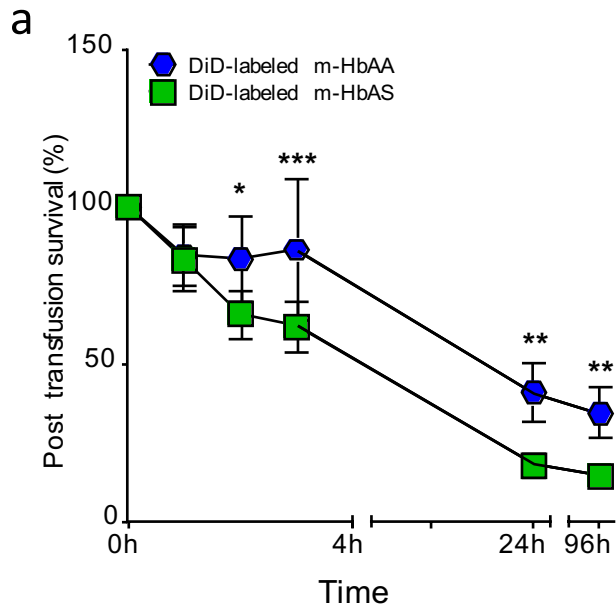 a
150
DiD-labeled m-HbAA
DiD-labeled m-HbAS
Post transfusion survival (%)
* ***
100
50
** **
0
0h 4h 24h 96h
Time